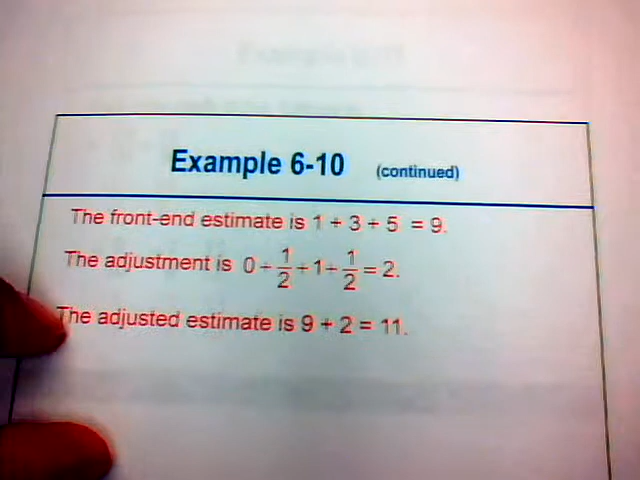 Example 6-10 (continued)
The front-end estimate is 1 + 3 + 5 = 9.
The adjustment is 0 + 1/2 + 1 + 1/2 = 2.
The adjusted estimate is 9 + 2 = 11.